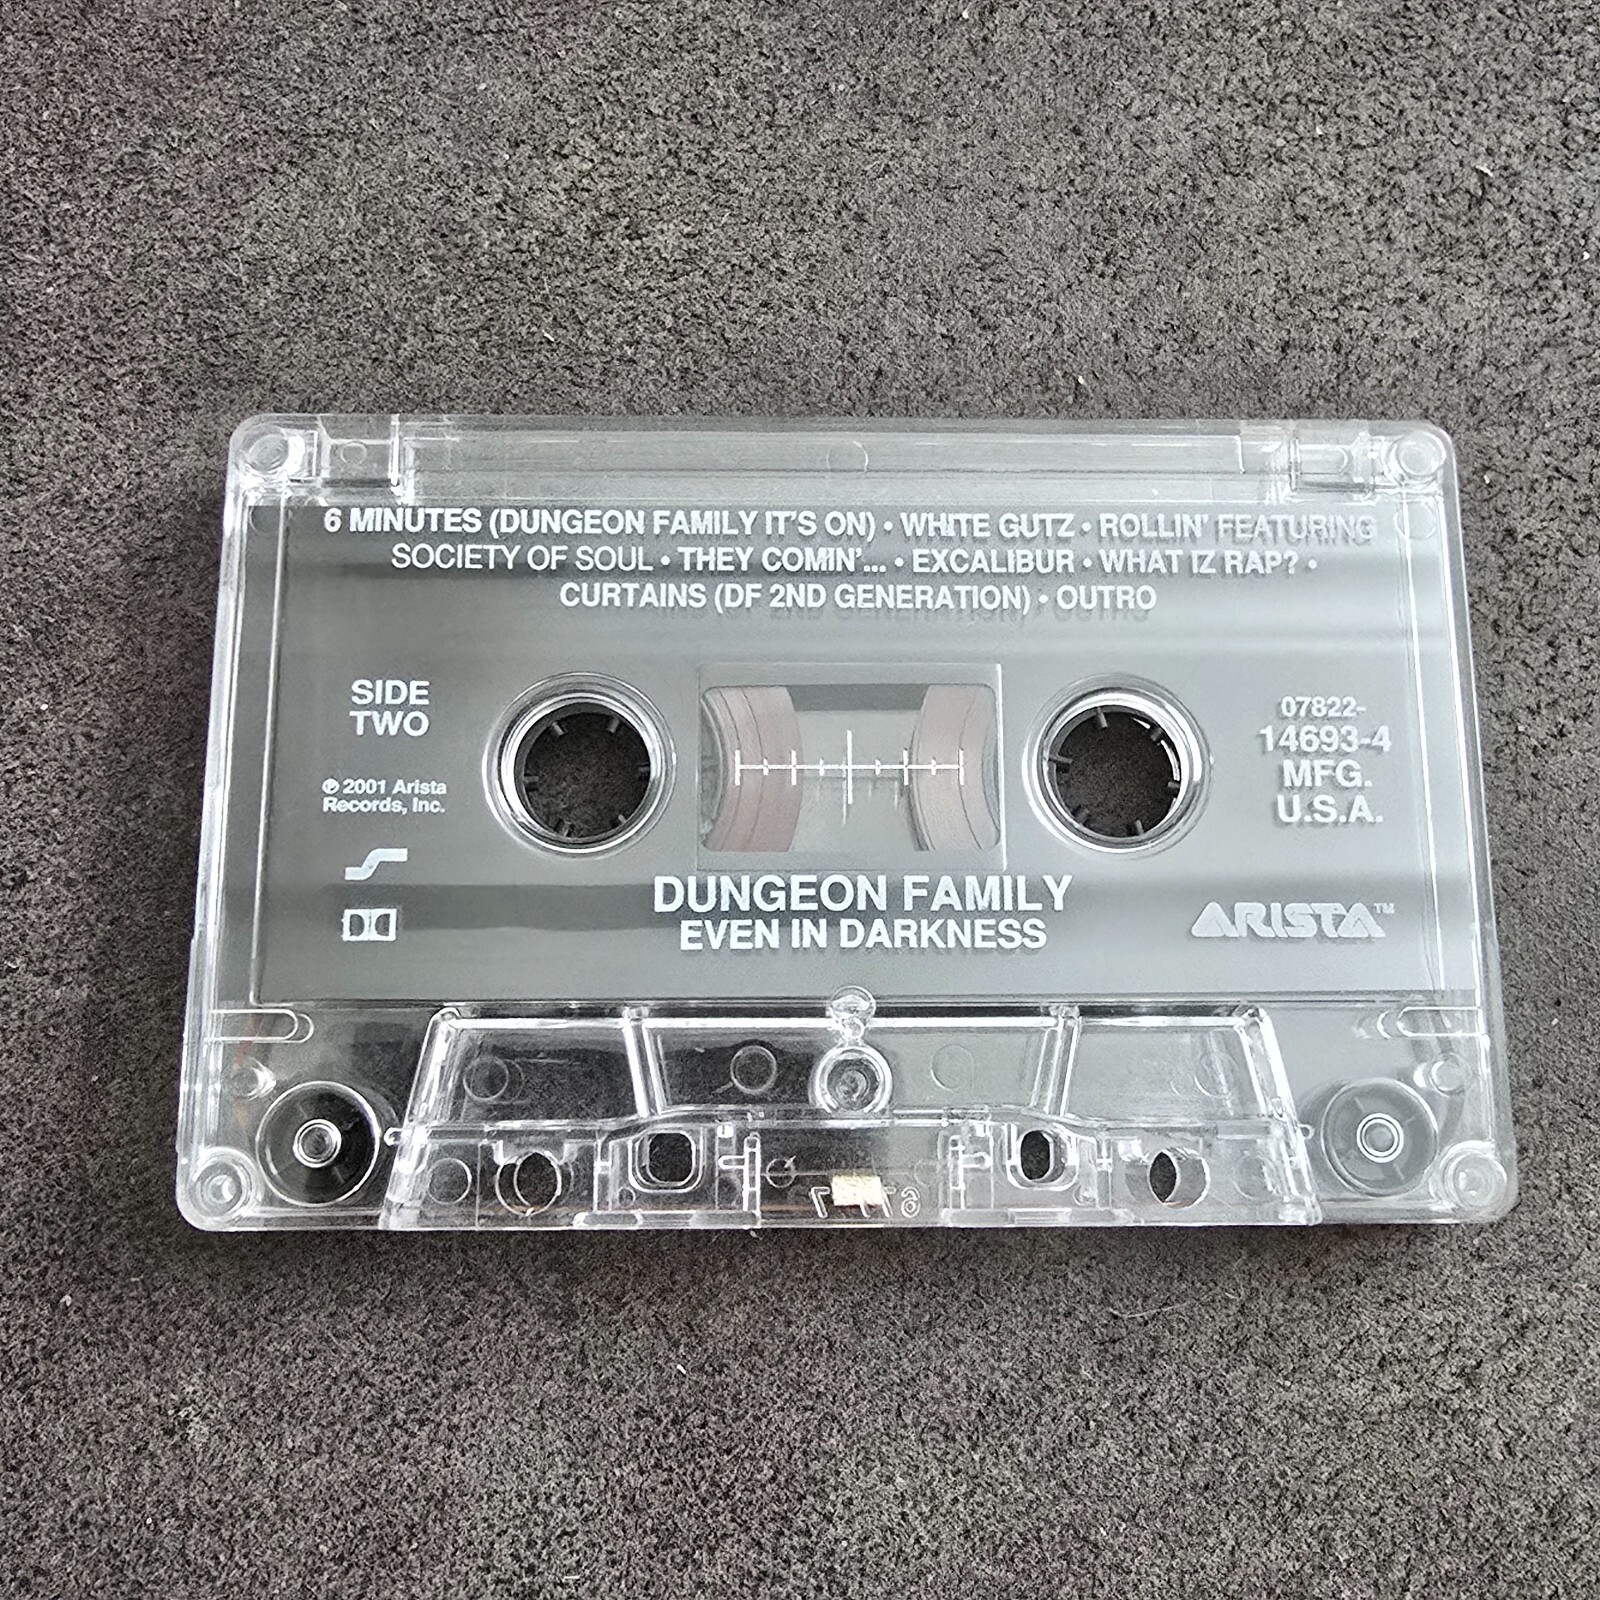 6 MINUTES (DUNGEON FAMILY IT'S ON) • WHITE GUTZ • ROLLIN' FEATURING
SOCIETY OF SOUL • THEY COMIN'... • EXCALIBUR • WHAT IZ RAP? •
CURTAINS (DF 2ND GENERATION) • OUTRO
SIDE
TWO
℗ 2001 Arista
Records, Inc.
07822-
14693-4
MFG.
U.S.A.
DUNGEON FAMILY
EVEN IN DARKNESS
ARISTA™